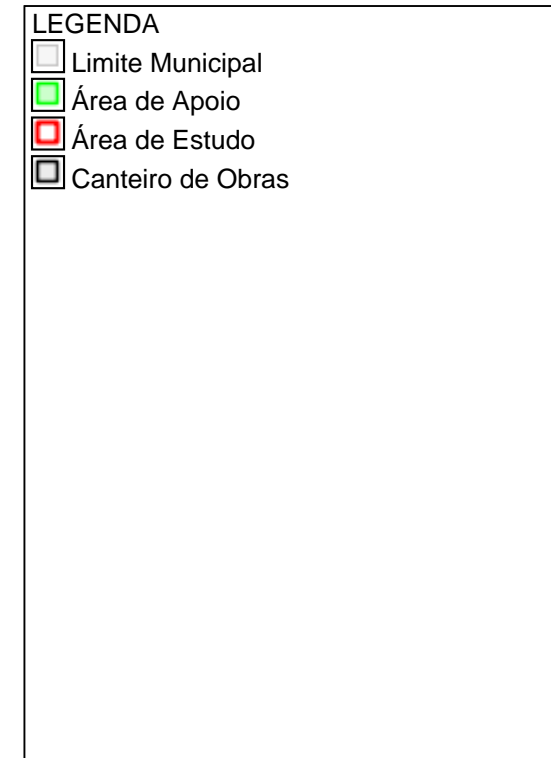 LEGENDA
Limite Municipal
Área de Apoio
Área de Estudo
Canteiro de Obras